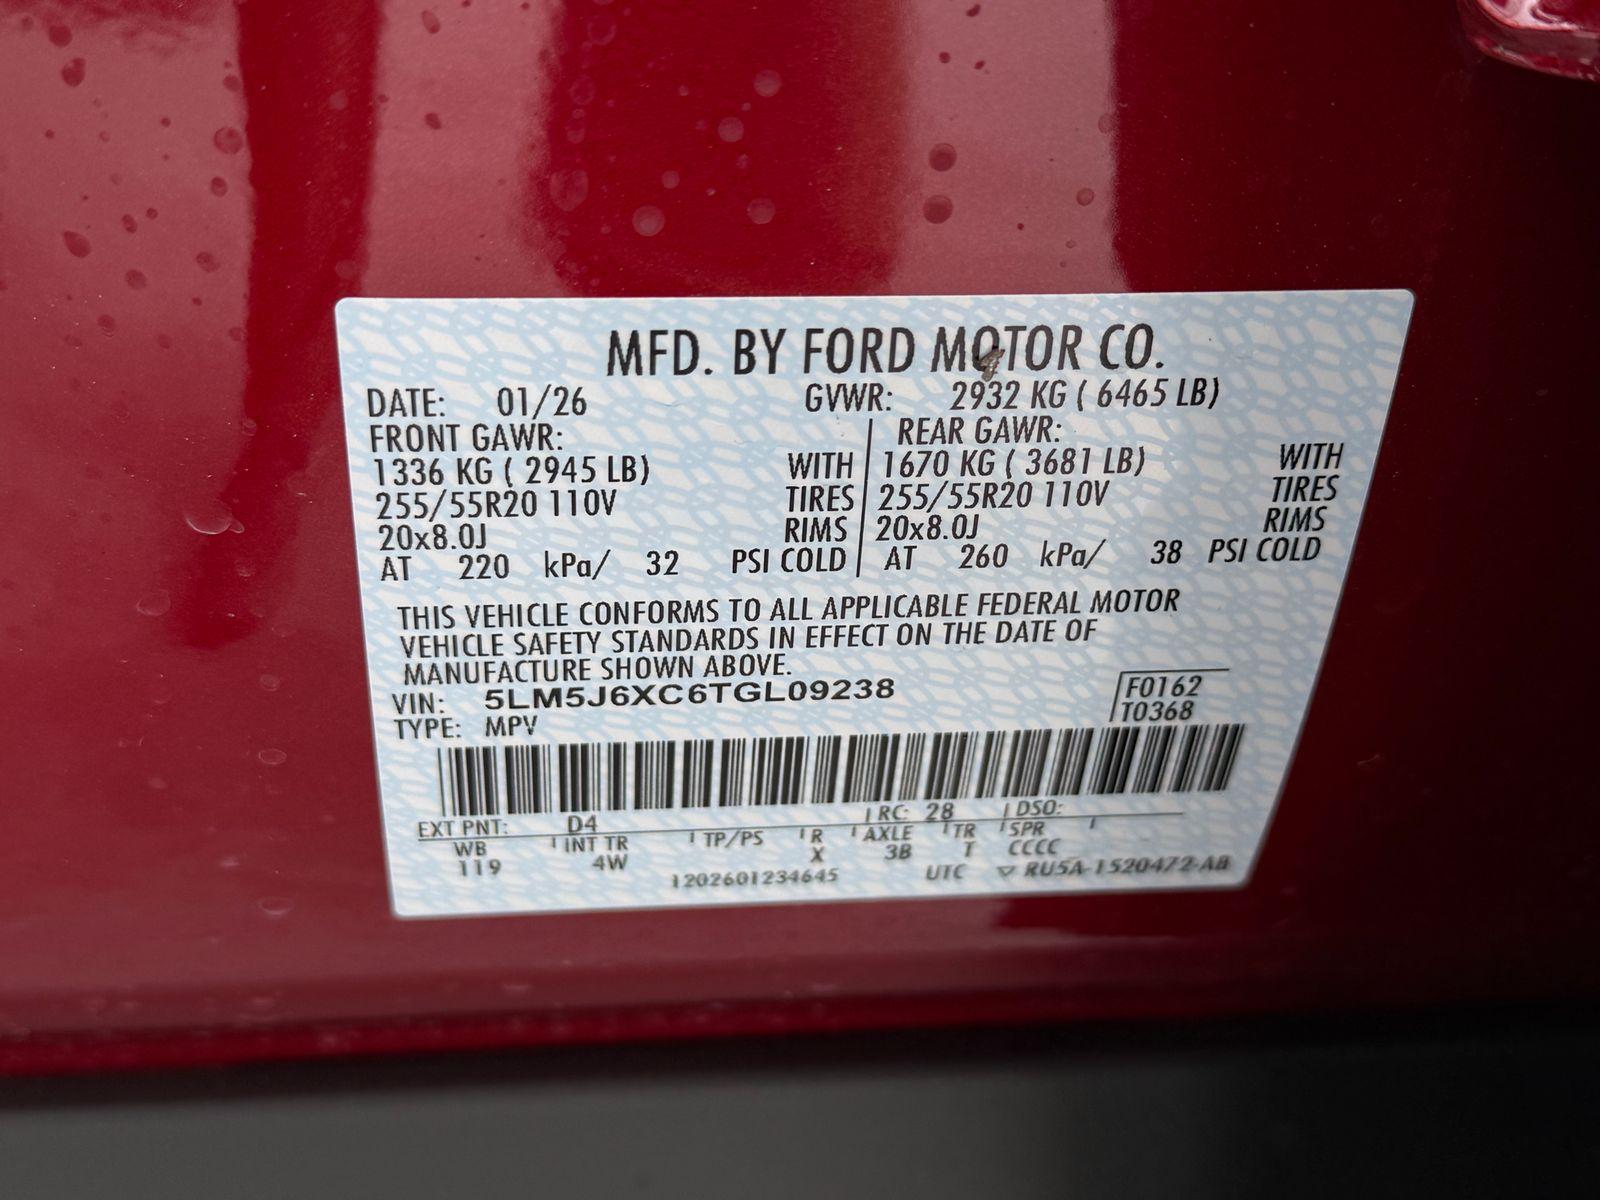 MFD. BY FORD MOTOR CO.
DATE: 01/26 GVWR: 2932 KG ( 6465 LB)
FRONT GAWR: REAR GAWR:
1336 KG ( 2945 LB) WITH 1670 KG ( 3681 LB) WITH
255/55R20 110V TIRES 255/55R20 110V TIRES
20x8.0J RIMS 20x8.0J RIMS
AT 220 kPa/ 32 PSI COLD AT 260 kPa/ 38 PSI COLD
THIS VEHICLE CONFORMS TO ALL APPLICABLE FEDERAL MOTOR
VEHICLE SAFETY STANDARDS IN EFFECT ON THE DATE OF
MANUFACTURE SHOWN ABOVE.
VIN: 5LM5J6XC6TGL09238 F0162
TYPE: MPV T0368
EXT PNT: D4 RC: 28 DSO:
WB INT TR TP/PS R AXLE TR SPR
119 4W X 3B T CCCC
1202601234645 UTC ▽ RU5A-1520472-AB